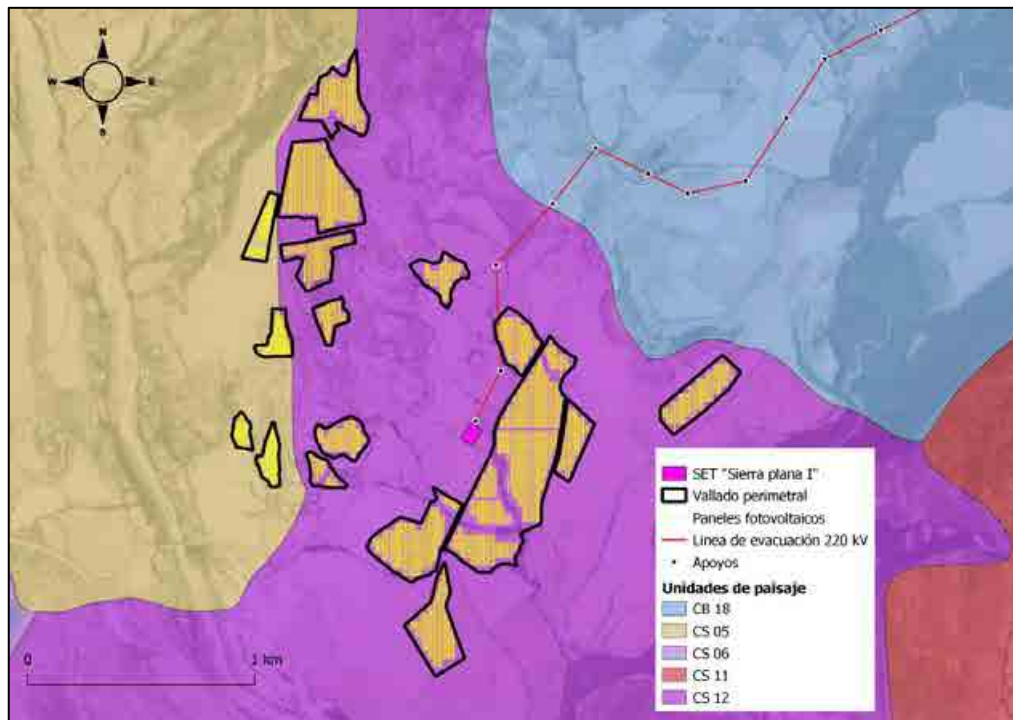 N
W
E
S
SET "Sierra plana I"
Vallado perimetral
Paneles fotovoltaicos
Linea de evacuación 220 kV
Apoyos
Unidades de paisaje
CB 18
CS 05
CS 06
CS 11
CS 12
0
1 km